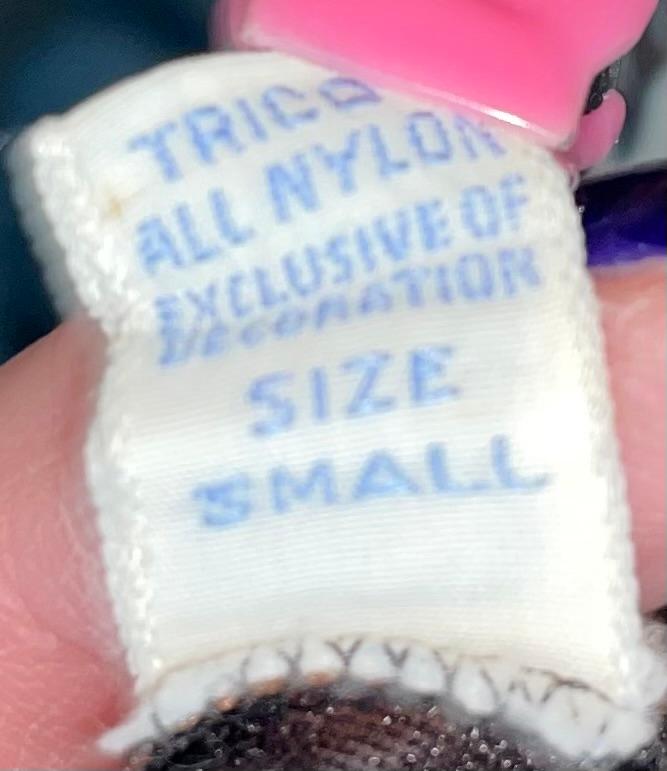 TRICO
ALL NYLON
EXCLUSIVE OF
DECORATION
SIZE
SMALL